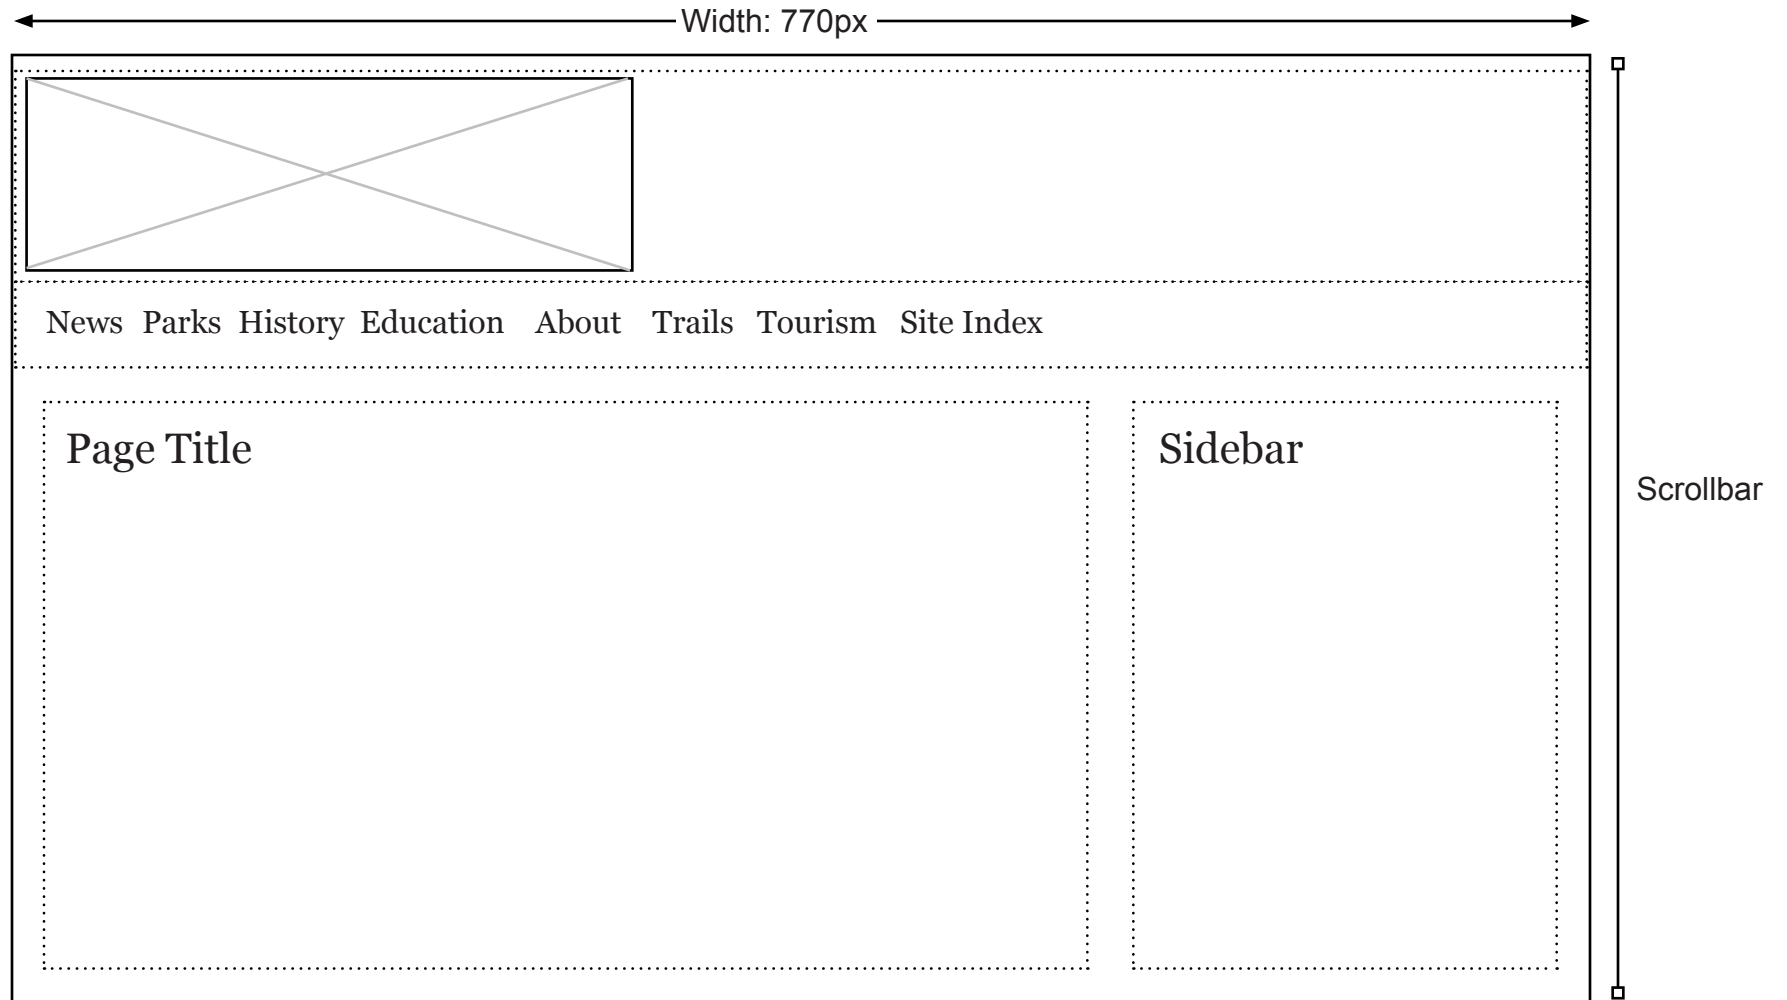 Width: 770px
News Parks History Education About Trails Tourism Site Index
Page Title
Sidebar
Scrollbar